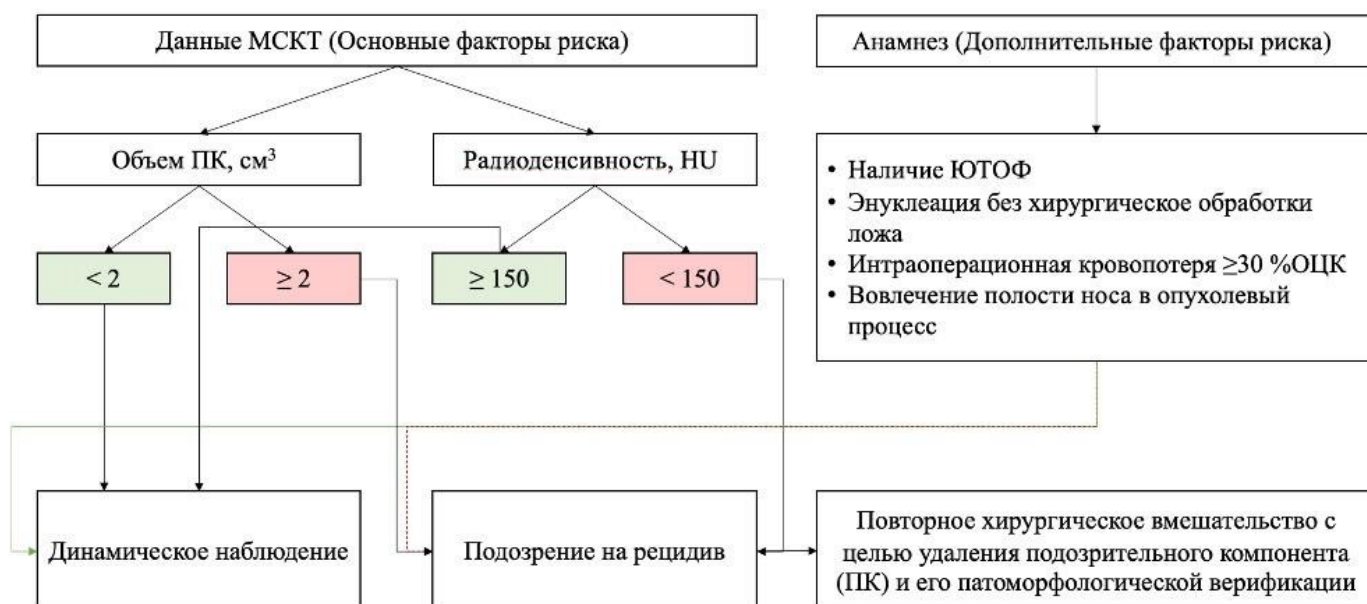 Данные МСКТ (Основные факторы риска)
Анамнез (Дополнительные факторы риска)
Объем ПК, см³
Ралиоденсивность, HU
< 2
≥ 2
≥ 150
< 150
• Наличие ЮТОФ
• Энуклеация без хирургическое обработки
ложа
• Интраоперационная кровопотеря ≥30 %ОЦК
• Вовлечение полости носа в опухолевый
процесс
Динамическое наблюдение
Подозрение на рецидив
Повторное хирургическое вмешательство с
целью удаления подозрительного компонента
(ПК) и его патоморфологической верификации